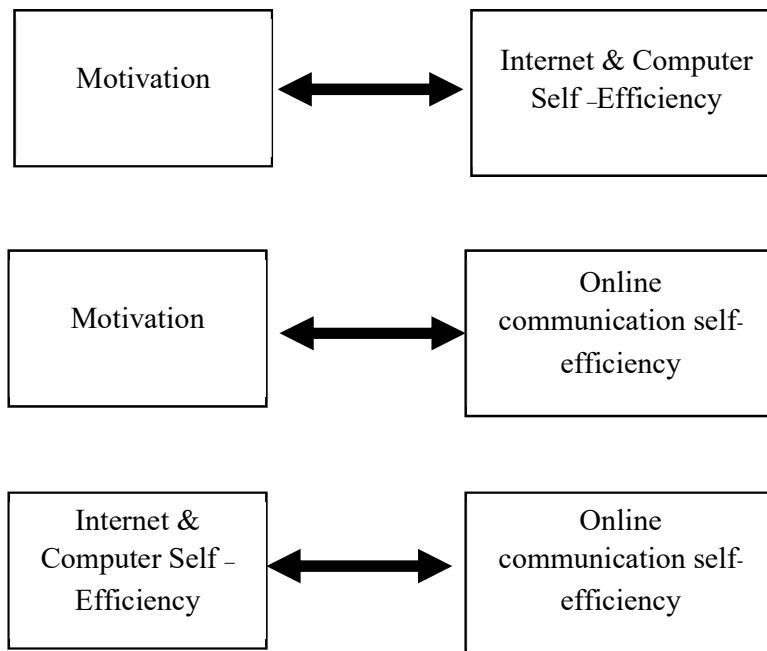 Motivation
Internet & Computer
Self –Efficiency
Motivation
Online
communication self-
efficiency
Internet &
Computer Self –
Efficiency
Online
communication self-
efficiency